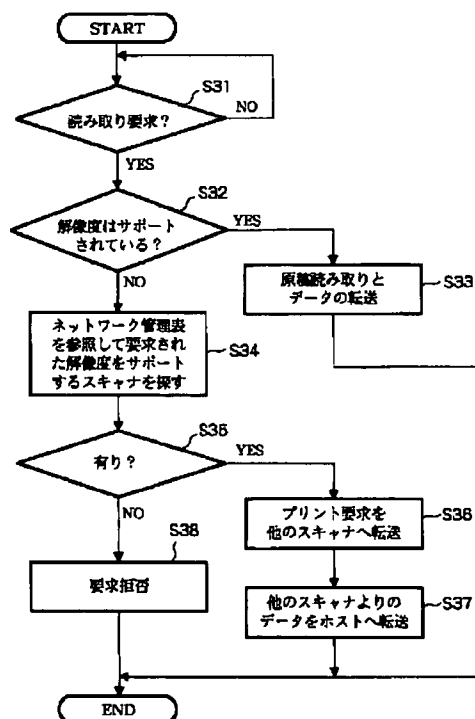 START
S31
読み取り要求？
NO
YES
S32
解像度はサポート
されている？
YES
NO
原稿読み取りと
データの転送
S33
ネットワーク管理表
を参照して要求され
た解像度をサポート
するスキャナを探す
S34
S35
有り？
YES
NO
プリント要求を
他のスキャナへ転送
S36
S38
要求拒否
他のスキャナよりの
データをホストへ転送
S37
END